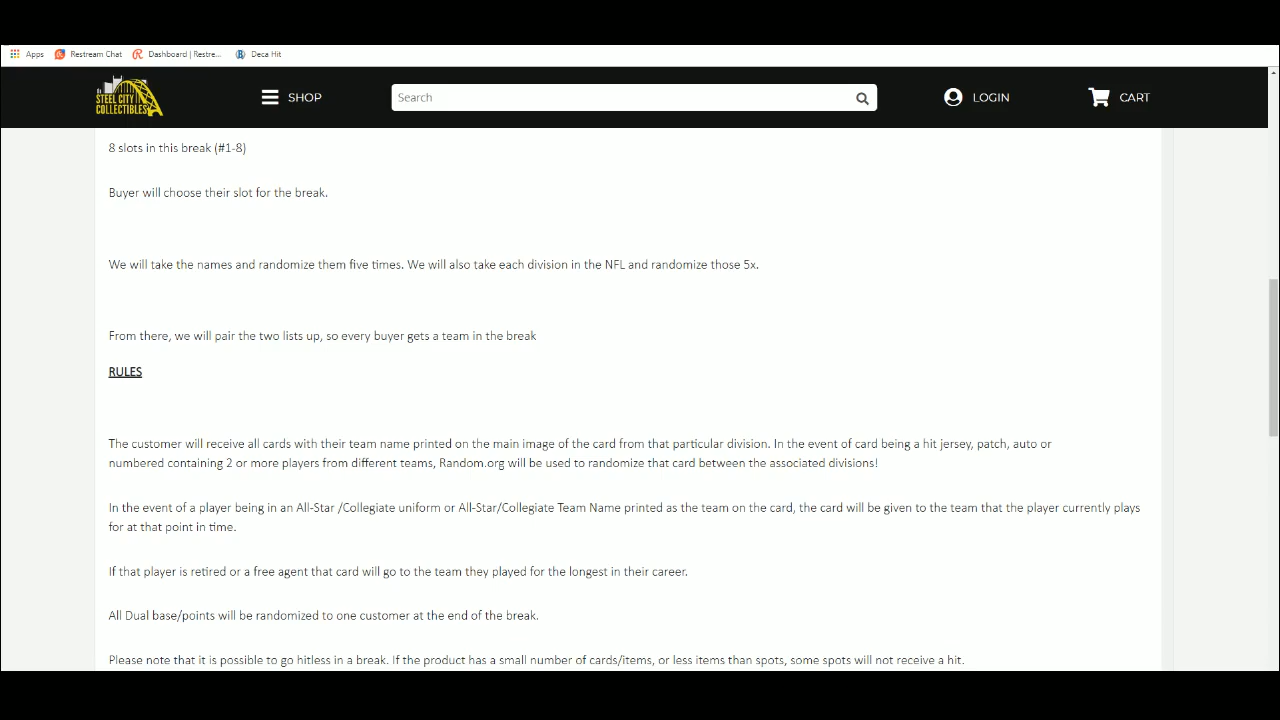 Apps Restream Chat Dashboard | Restre... Deca Hit
STEEL CITY
COLLECTIBLES
SHOP
Search
LOGIN
CART
8 slots in this break (#1-8)
Buyer will choose their slot for the break.
We will take the names and randomize them five times. We will also take each division in the NFL and randomize those 5x.
From there, we will pair the two lists up, so every buyer gets a team in the break
RULES
The customer will receive all cards with their team name printed on the main image of the card from that particular division. In the event of card being a hit jersey, patch, auto or
numbered containing 2 or more players from different teams, Random.org will be used to randomize that card between the associated divisions!
In the event of a player being in an All-Star /Collegiate uniform or All-Star/Collegiate Team Name printed as the team on the card, the card will be given to the team that the player currently plays
for at that point in time.
If that player is retired or a free agent that card will go to the team they played for the longest in their career.
All Dual base/points will be randomized to one customer at the end of the break.
Please note that it is possible to go hitless in a break. If the product has a small number of cards/items, or less items than spots, some spots will not receive a hit.